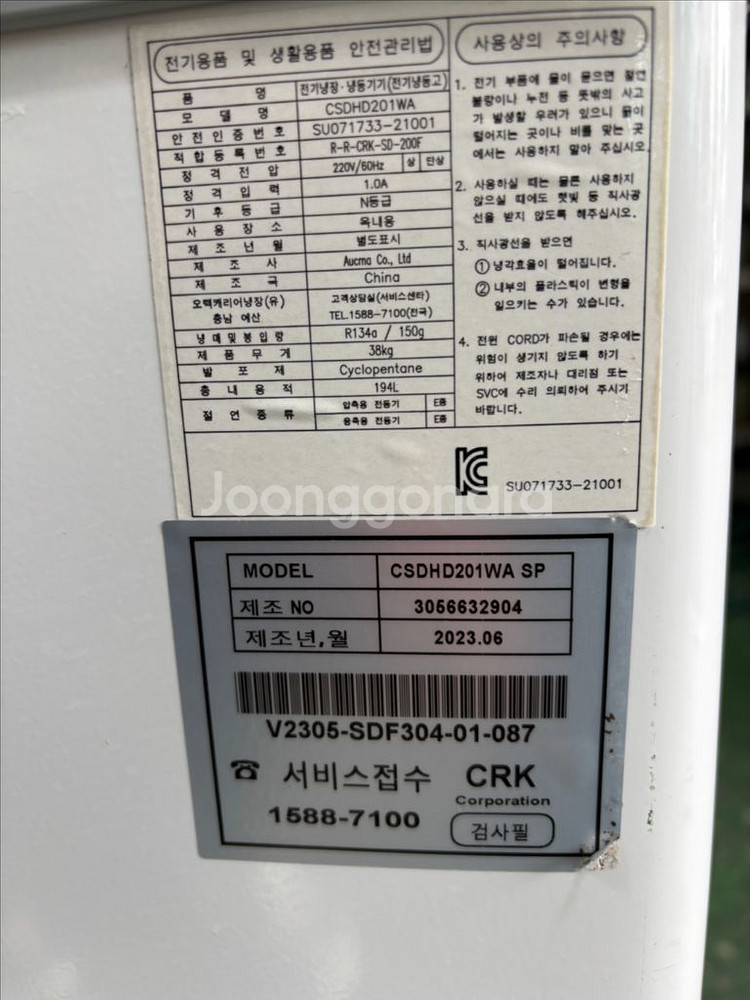 전기용품 및 생활용품 안전관리법
품 명 전기냉장·냉동기기(전기냉동고)
모 델 명 CSDHD201WA
안 전 인 증 번 호 SU071733-21001
적 합 등 록 번 호 R-R-CRK-SD-200F
정 격 전 압 220V/60Hz 상 단상
정 격 입 력 1.0A
기 후 등 급 N등급
사 용 장 소 옥내용
제 조 년 월 별도표시
제 조 사 Aucma Co., Ltd
제 조 국 China
오텍캐리어냉장(유) 고객상담실(서비스센타)
충남 예산 TEL.1588-7100(전국)
냉 매 및 봉 입 량 R134a / 150g
제 품 무 게 38kg
발 포 제 Cyclopentane
총 내 용 적 194L
절 연 종 류 압축용 전동기 E종
응축용 전동기 E종
사용상의 주의사항
1. 전기 부품에 물이 묻으면 절연
불량이나 누전 등 뜻밖의 사고
가 발생할 우려가 있으니 물이
떨어지는 곳이나 비를 맞는 곳
에서는 사용하지 말아 주십시오.
2. 사용하실 때는 물론 사용하지
않으실 때에도 햇빛 등 직사광
선을 받지 않도록 해주십시오.
3. 직사광선을 받으면
①냉각효율이 떨어집니다.
②내부의 플라스틱이 변형을
일으키는 수가 있습니다.
4. 전원 CORD가 파손될 경우에는
위험이 생기지 않도록 하기
위하여 제조자나 대리점 또는
SVC에 수리 의뢰하여 주시기
바랍니다.
SU071733-21001
Joonggonara
MODEL CSDHD201WA SP
제조 NO 3056632904
제조년,월 2023.06
V2305-SDF304-01-087
☎ 서비스접수 CRK
Corporation
1588-7100 검사필